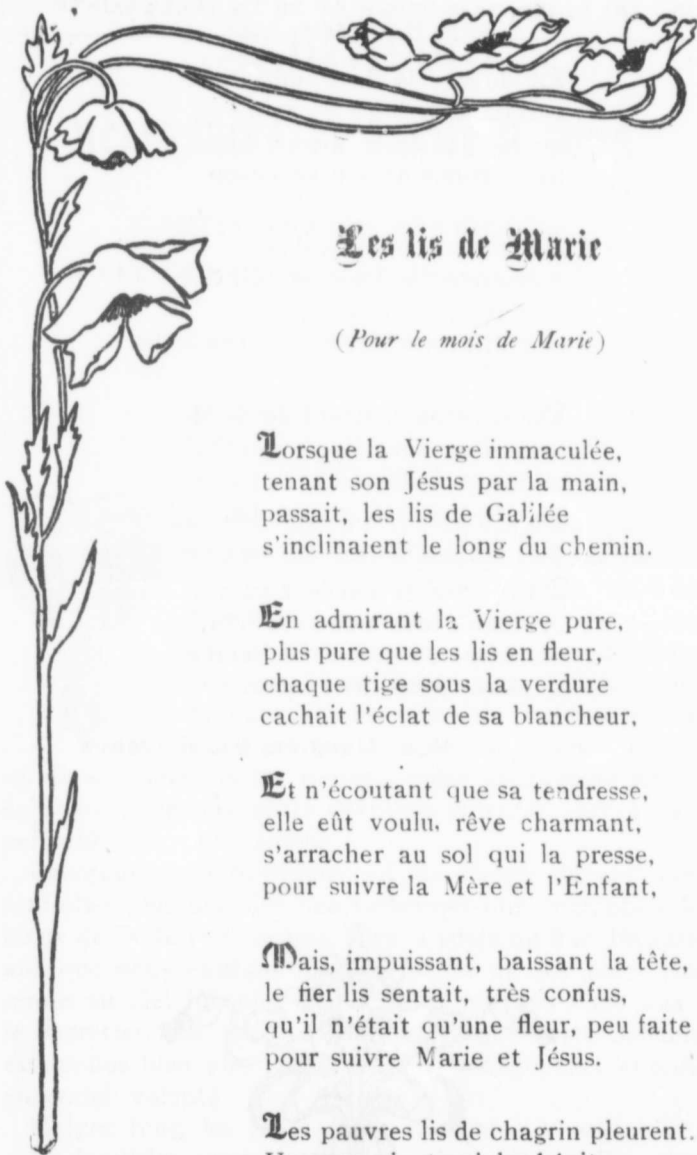 Les lis de Marie
(Pour le mois de Marie)
Lorsque la Vierge immaculée,
tenant son Jésus par la main,
passait, les lis de Galilée
s'inclinaient le long du chemin.
En admirant la Vierge pure,
plus pure que les lis en fleur,
chaque tige sous la verdure
cachait l'éclat de sa blancheur,
Et n'écoutant que sa tendresse,
elle eût voulu, rêve charmant,
s'arracher au sol qui la presse,
pour suivre la Mère et l'Enfant,
Mais, impuissant, baissant la tête,
le fier lis sentait, très confus,
qu'il n'était qu'une fleur, peu faite
pour suivre Marie et Jésus.
Les pauvres lis de chagrin pleurent.